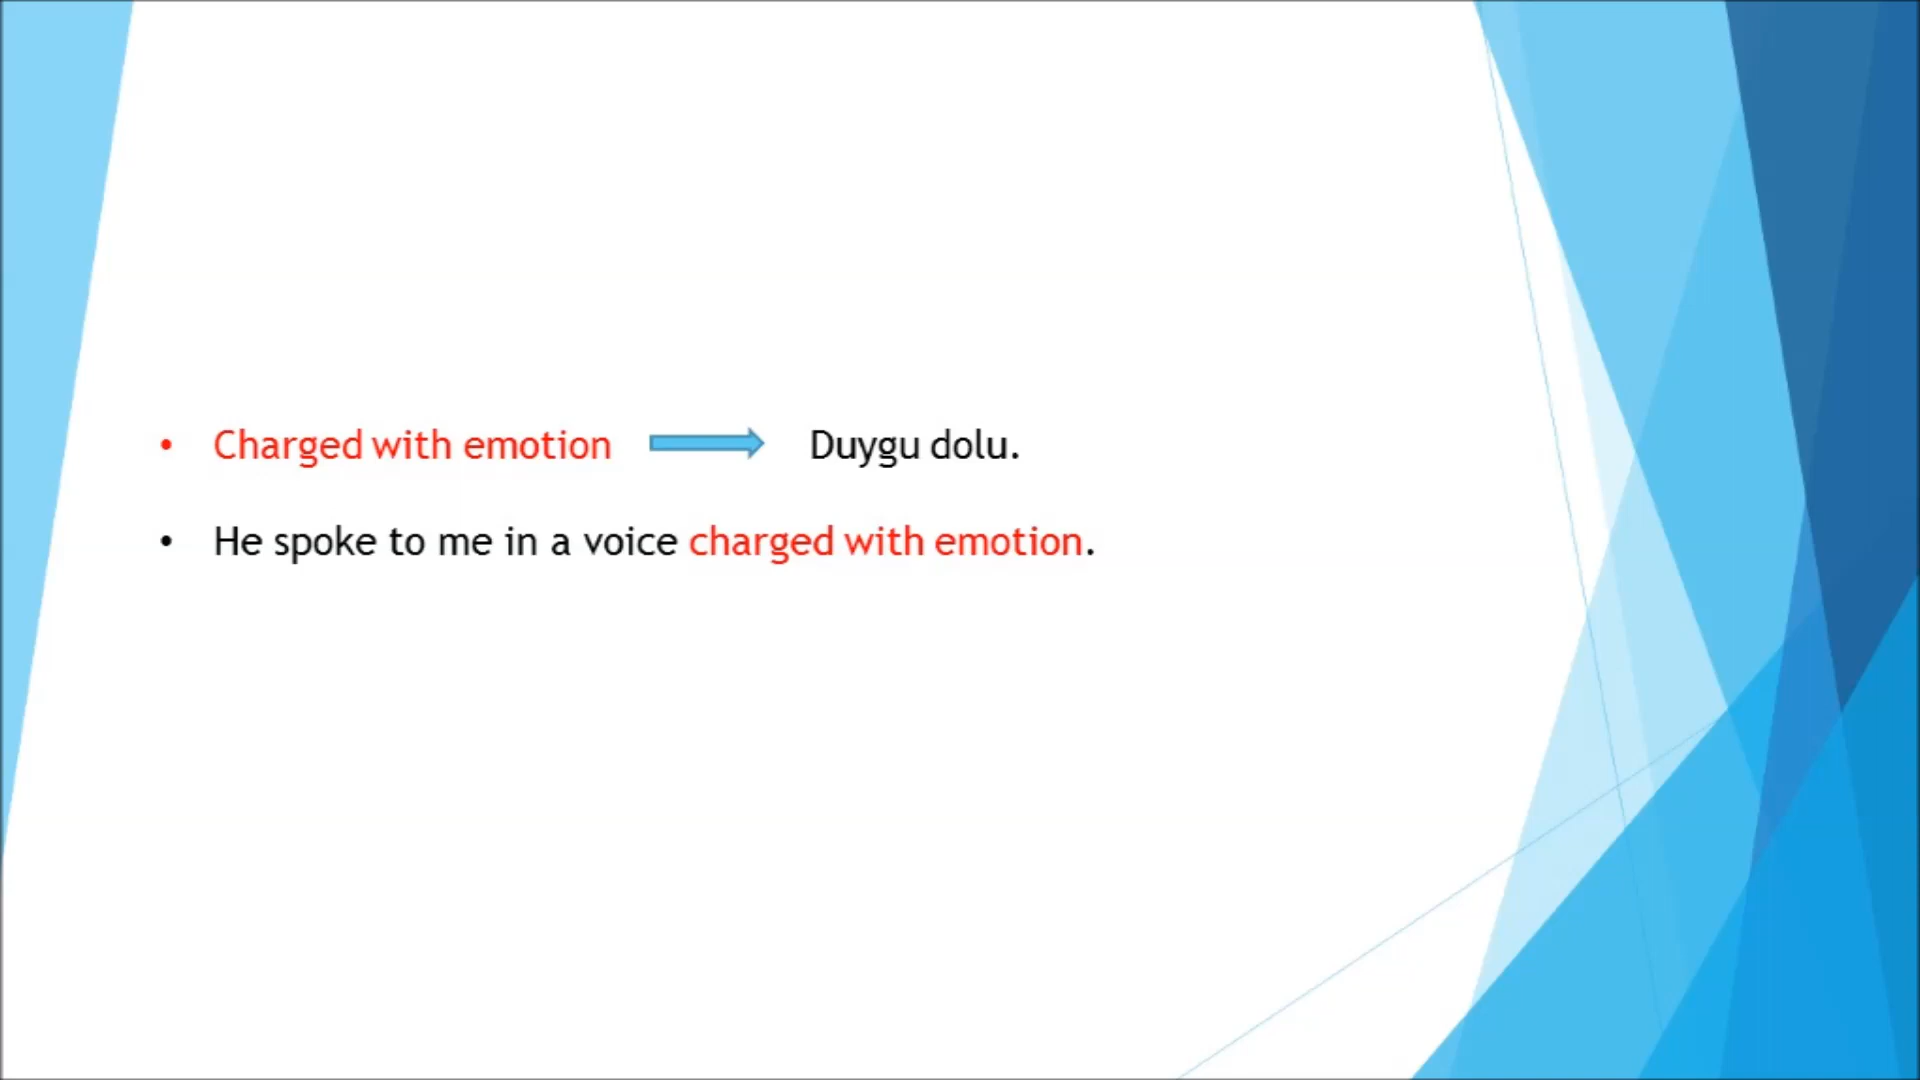 • Charged with emotion Duygu dolu.
• He spoke to me in a voice charged with emotion.